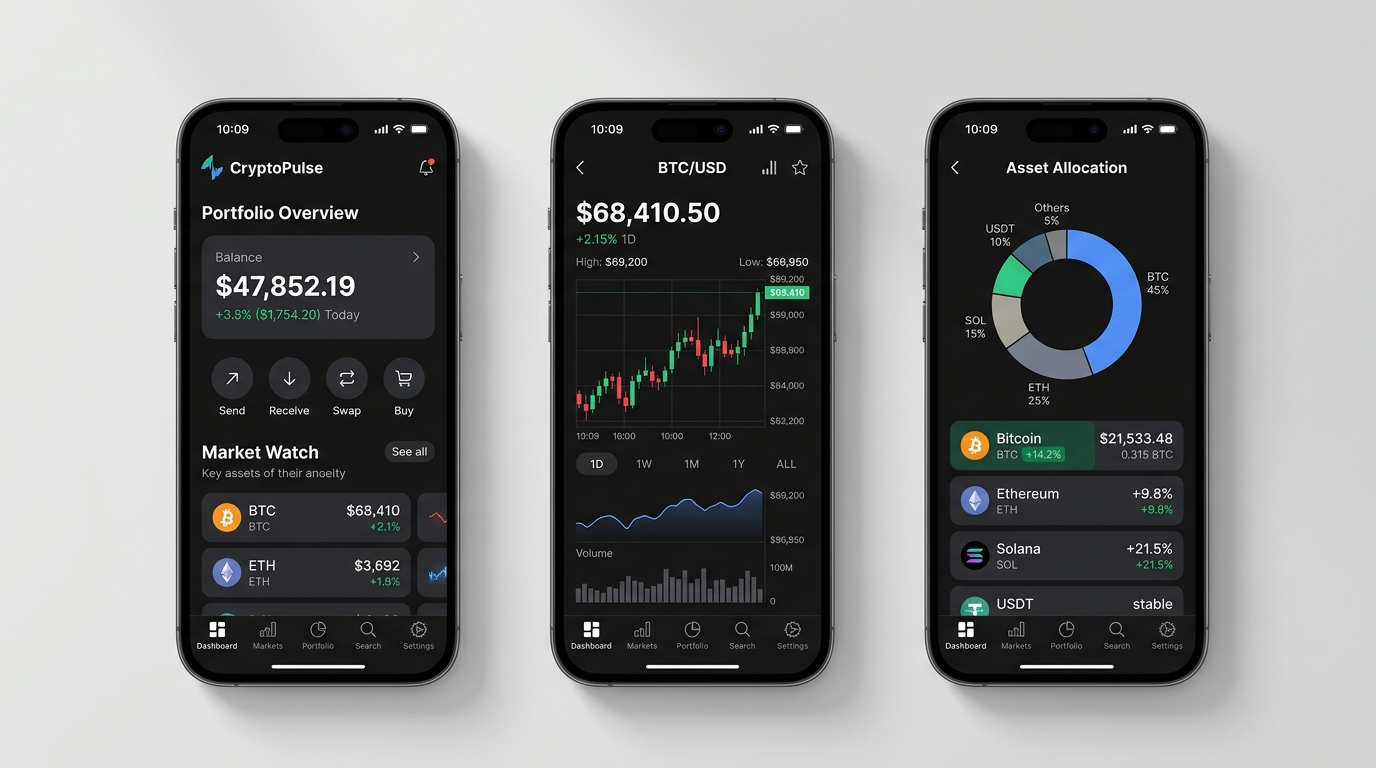 10:09
CryptoPulse
Portfolio Overview
Balance
$47,852.19
+3.8% ($1,754.20) Today
Send
Receive
Swap
Buy
Market Watch
See all
Key assets of their anoelty
BTC
$68,410
BTC
+2.1%
ETH
$3,692
ETH
+1.9%
Dashboard
Markets
Portfolio
Search
Settings
10:09
BTC/USD
$68,410.50
+2.15% 1D
High: $69,200
Low: $68,950
$99,200
$68.410
$59,000
$69,800
$84,000
$62,200
10:09
16:00
10:00
12:00
1D
1W
1M
1Y
ALL
$69,200
$96,950
Volume
100M
0
Dashboard
Markets
Portfolio
Search
Settings
10:09
Asset Allocation
Others
5%
USDT
10%
BTC
45%
SOL
15%
ETH
25%
Bitcoin
$21,533.48
BTC +14.2%
0.315 BTC
Ethereum
+9.8%
ETH
+9.8%
Solana
+21.5%
SOL
+21.5%
USDT
stable
Dashboard
Markets
Portfolio
Search
Settings